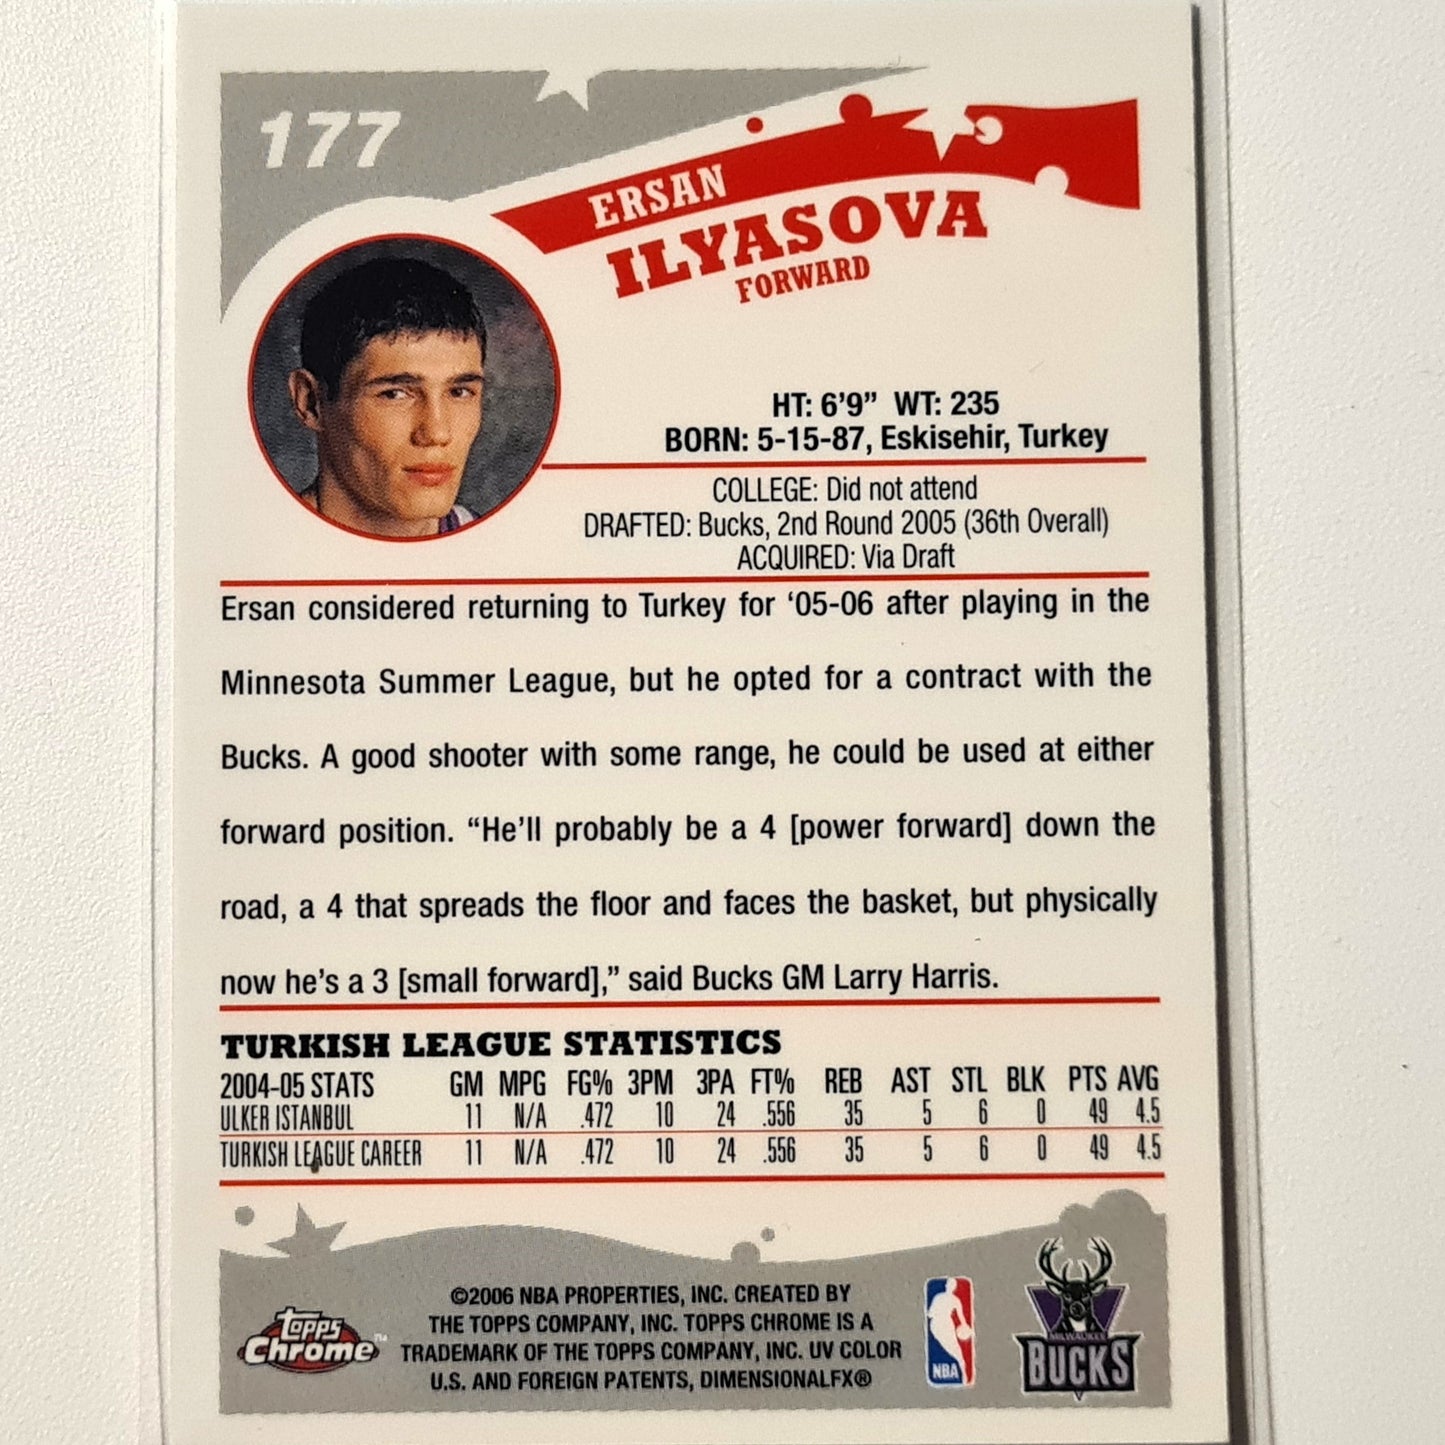 177
ERSAN
ILYASOVA
FORWARD
HT: 6'9” WT: 235
BORN: 5-15-87, Eskisehir, Turkey
COLLEGE: Did not attend
DRAFTED: Bucks, 2nd Round 2005 (36th Overall)
ACQUIRED: Via Draft
Ersan considered returning to Turkey for ‘05-06 after playing in the
Minnesota Summer League, but he opted for a contract with the
Bucks. A good shooter with some range, he could be used at either
forward position. “He’ll probably be a 4 [power forward] down the
road, a 4 that spreads the floor and faces the basket, but physically
now he’s a 3 [small forward],” said Bucks GM Larry Harris.
TURKISH LEAGUE STATISTICS
2004-05 STATS GM MPG FG% 3PM 3PA FT% REB AST STL BLK PTS AVG
ULKER ISTANBUL 11 N/A .472 10 24 .556 35 5 6 0 49 4.5
TURKISH LEAGUE CAREER 11 N/A .472 10 24 .556 35 5 6 0 49 4.5
©2006 NBA PROPERTIES, INC. CREATED BY
THE TOPPS COMPANY, INC. TOPPS CHROME IS A
TRADEMARK OF THE TOPPS COMPANY, INC. UV COLOR
U.S. AND FOREIGN PATENTS, DIMENSIONALFX®
Topps
Chrome™
NBA
MILWAUKEE
BUCKS